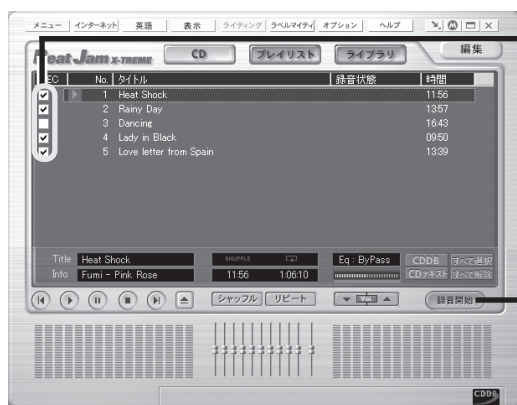 メニュー インターネット 英語 表示 ライティング ラベルマイティ オプション ヘルプ
Beat Jam X-TREME CD プレイリスト ライブラリ 編集
REC No. タイトル 録音状態 時間
1 Heat Shock 11:56
2 Rainy Day 13:57
3 Dancing 16:43
4 Lady in Black 09:50
5 Love letter from Spain 13:39
Title Heat Shock SHUFFLE Eq : ByPass CDDB すべて選択
Info Fumi - Pink Rose 11:56 1:06:10 CDテキスト すべて解除
シャッフル リピート Vol 録音開始
CDDB